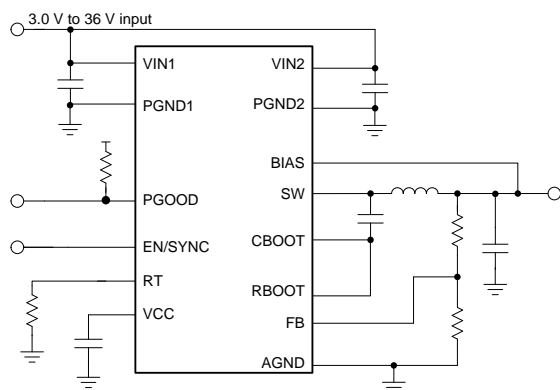 3.0 V to 36 V input
VIN1
VIN2
PGND1
PGND2
BIAS
PGOOD
SW
EN/SYNC
CBOOT
RT
RBOOT
VCC
FB
AGND